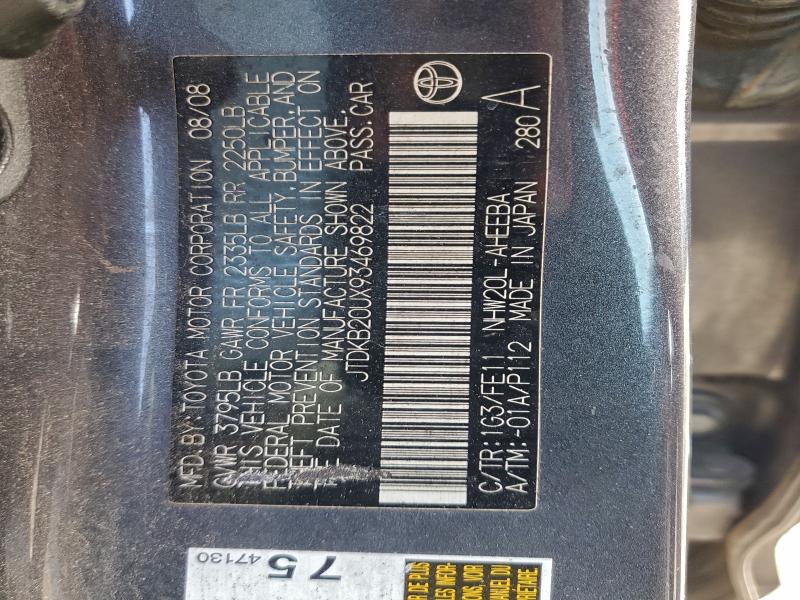 MFD.BY: TOYOTA MOTOR CORPORATION 08/08
GVWR 3795LB GAWR FR 2335LB RR 2250LB
THIS VEHICLE CONFORMS TO ALL APPLICABLE
FEDERAL MOTOR VEHICLE SAFETY, BUMPER, AND
THEFT PREVENTION STANDARDS IN EFFECT ON
THE DATE OF MANUFACTURE SHOWN ABOVE.
JTDKB20UX93469822 PASS.CAR
C/TR: 1G3/FE11 NHW20L-AHEEBA
A/TM: -01A/P112 MADE IN JAPAN 280 A
75
47130